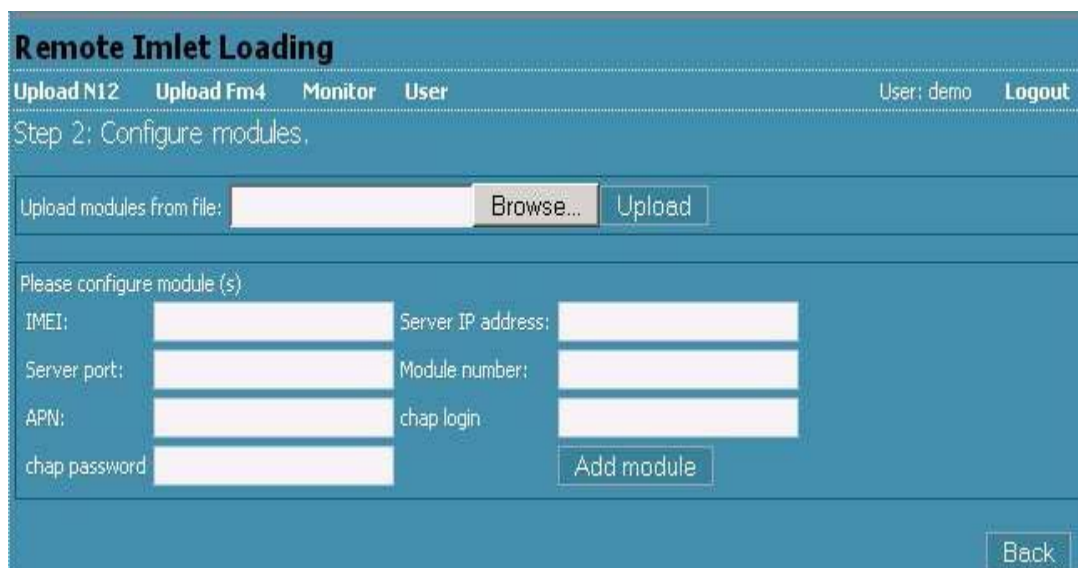 Remote Imlet Loading
Upload N12 Upload Fm4 Monitor User User: demo Logout
Step 2: Configure modules.
Upload modules from file: Browse... Upload
Please configure module (s)
IMEI: Server IP address:
Server port: Module number:
APN: chap login
chap password Add module
Back